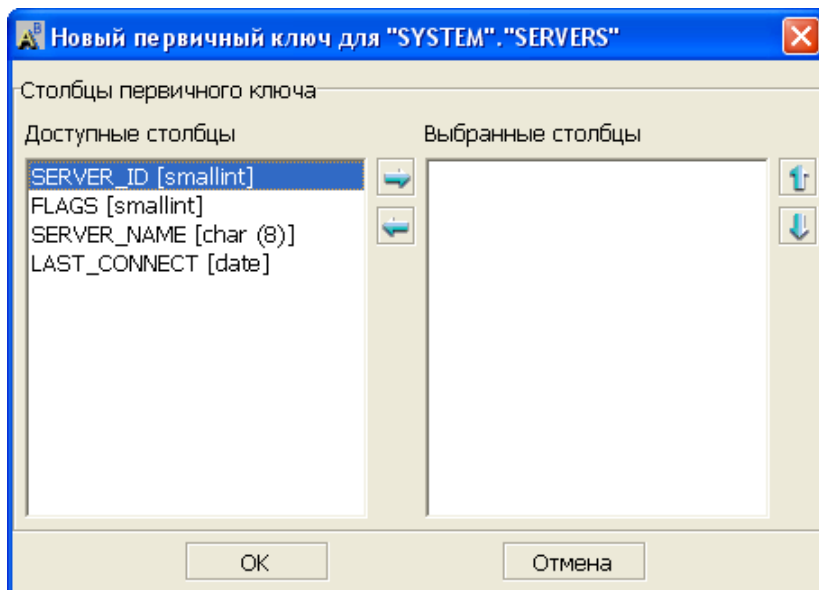 Новый первичный ключ для "SYSTEM"."SERVERS"
Столбцы первичного ключа
Доступные столбцы
Выбранные столбцы
SERVER_ID [smallint]
FLAGS [smallint]
SERVER_NAME [char (8)]
LAST_CONNECT [date]
OK
Отмена